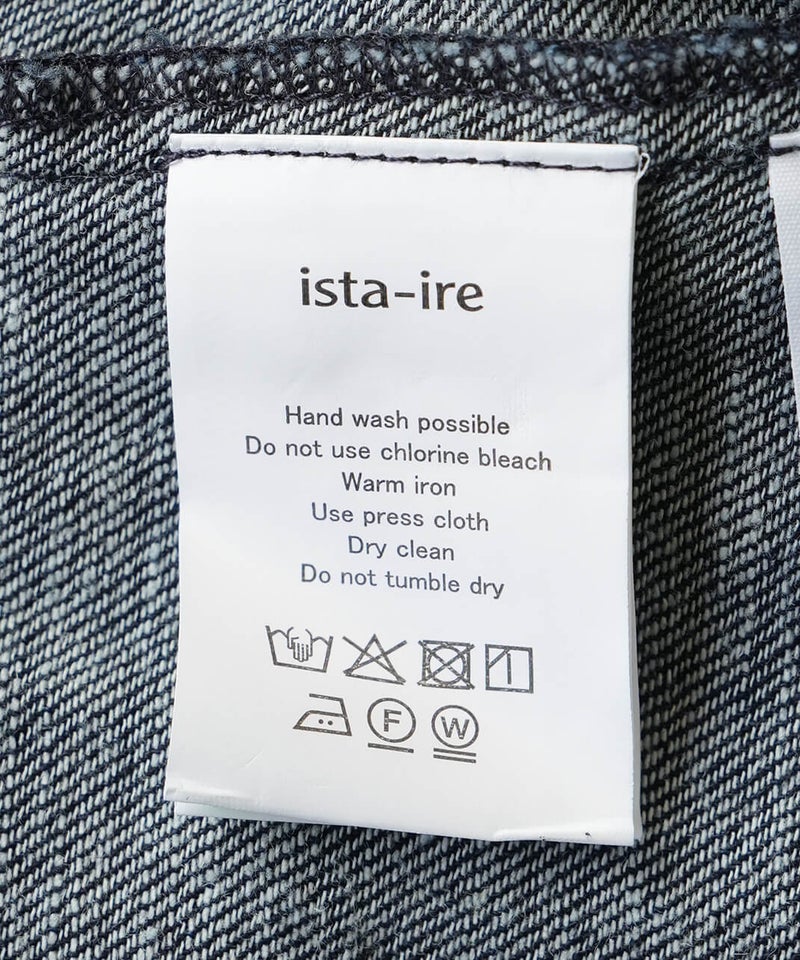 ista-ire
Hand wash possible
Do not use chlorine bleach
Warm iron
Use press cloth
Dry clean
Do not tumble dry
F W